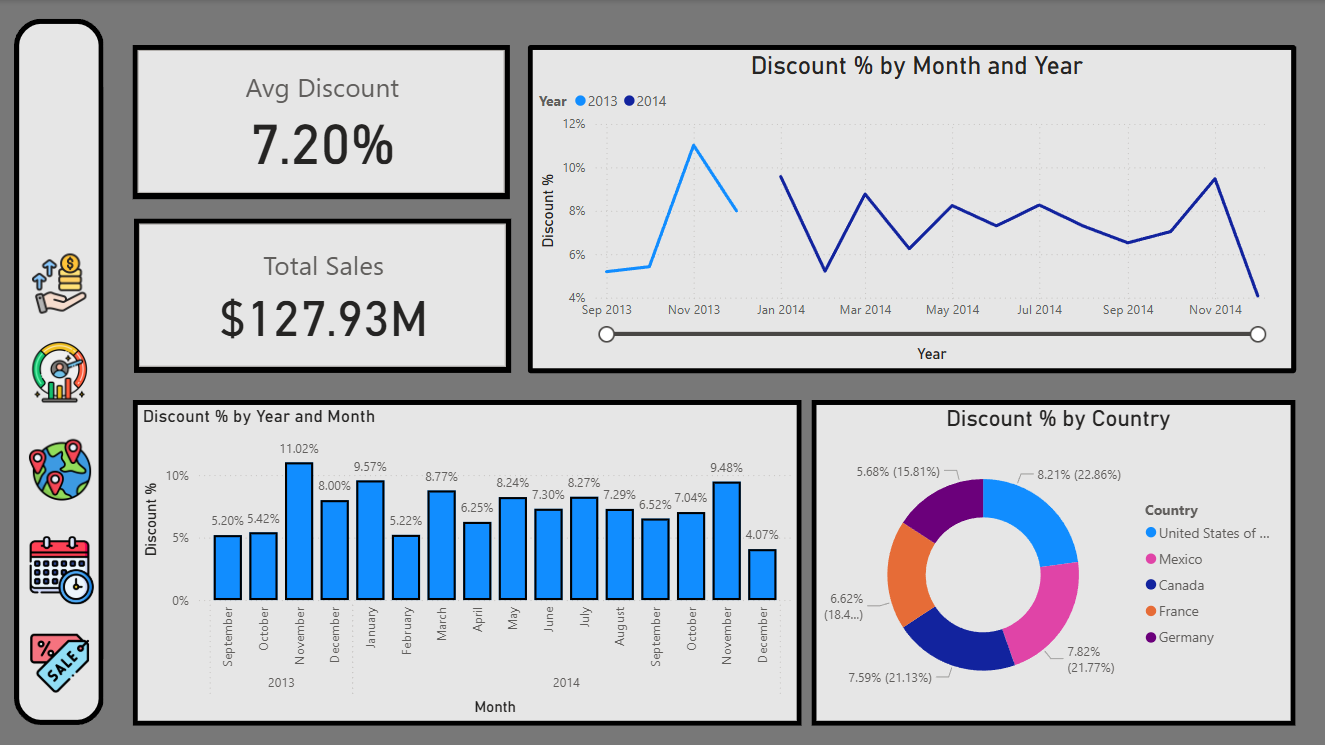 Avg Discount
7.20%
Total Sales
$127.93M
Discount % by Month and Year
Year 2013 2014
Discount %
12%
10%
8%
6%
4%
Sep 2013 Nov 2013 Jan 2014 Mar 2014 May 2014 Jul 2014 Sep 2014 Nov 2014
Year
%
SALE
$
Discount % by Year and Month
Discount %
10%
5%
0%
5.20% 5.42% 11.02% 8.00% 9.57% 5.22% 8.77% 6.25% 8.24% 7.30% 8.27% 7.29% 6.52% 7.04% 9.48% 4.07%
September October November December January February March April May June July August September October November December
2013 2014
Month
Discount % by Country
5.68% (15.81%)
8.21% (22.86%)
6.62%
(18.4...)
7.82%
(21.77%)
7.59% (21.13%)
Country
United States of ...
Mexico
Canada
France
Germany